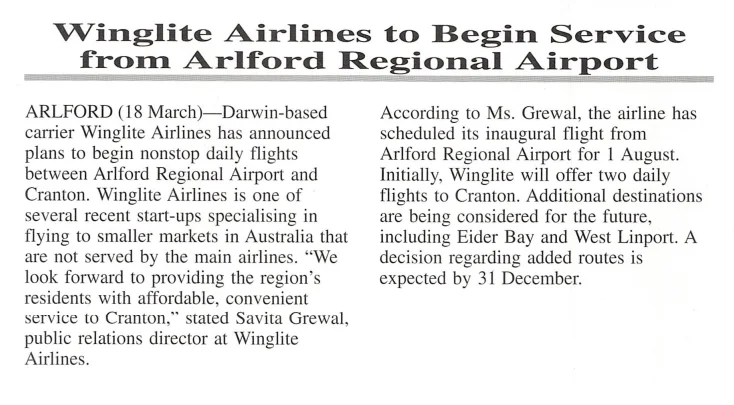 Winglite Airlines to Begin Service
from Arlford Regional Airport
ARLFORD (18 March)—Darwin-based
carrier Winglite Airlines has announced
plans to begin nonstop daily flights
between Arlford Regional Airport and
Cranton. Winglite Airlines is one of
several recent start-ups specialising in
flying to smaller markets in Australia that
are not served by the main airlines. “We
look forward to providing the region’s
residents with affordable, convenient
service to Cranton,” stated Savita Grewal,
public relations director at Winglite
Airlines.
According to Ms. Grewal, the airline has
scheduled its inaugural flight from
Arlford Regional Airport for 1 August.
Initially, Winglite will offer two daily
flights to Cranton. Additional destinations
are being considered for the future,
including Eider Bay and West Linport. A
decision regarding added routes is
expected by 31 December.